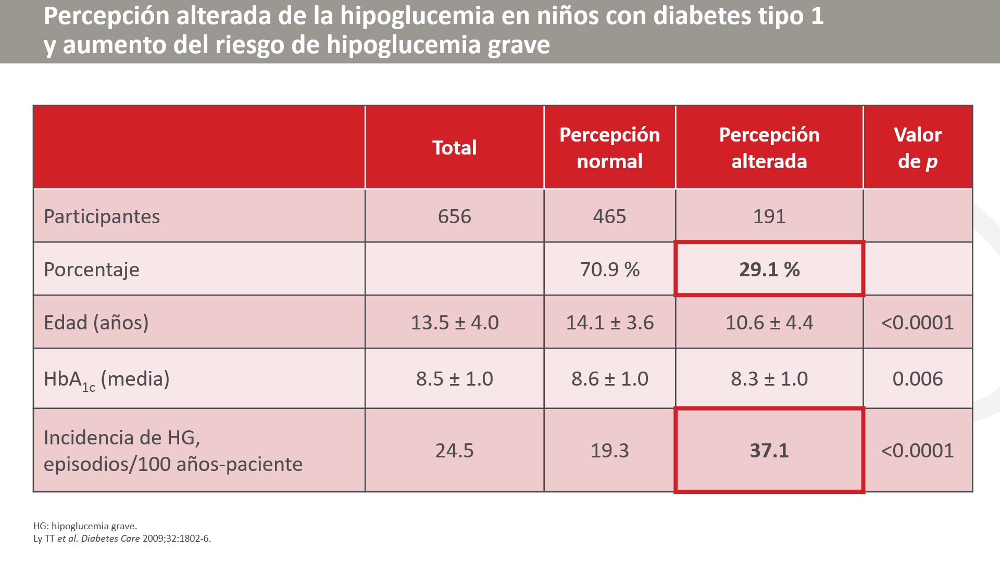 Percepción alterada de la hipoglucemia en niños con diabetes tipo 1
y aumento del riesgo de hipoglucemia grave
Total
Percepción
normal
Percepción
alterada
Valor
de p
Participantes
656
465
191
Porcentaje
70.9 %
29.1 %
Edad (años)
13.5 ± 4.0
14.1 ± 3.6
10.6 ± 4.4
<0.0001
HbA1c (media)
8.5 ± 1.0
8.6 ± 1.0
8.3 ± 1.0
0.006
Incidencia de HG,
episodios/100 años-paciente
24.5
19.3
37.1
<0.0001
HG: hipoglucemia grave.
Ly TT et al. Diabetes Care 2009;32:1802-6.